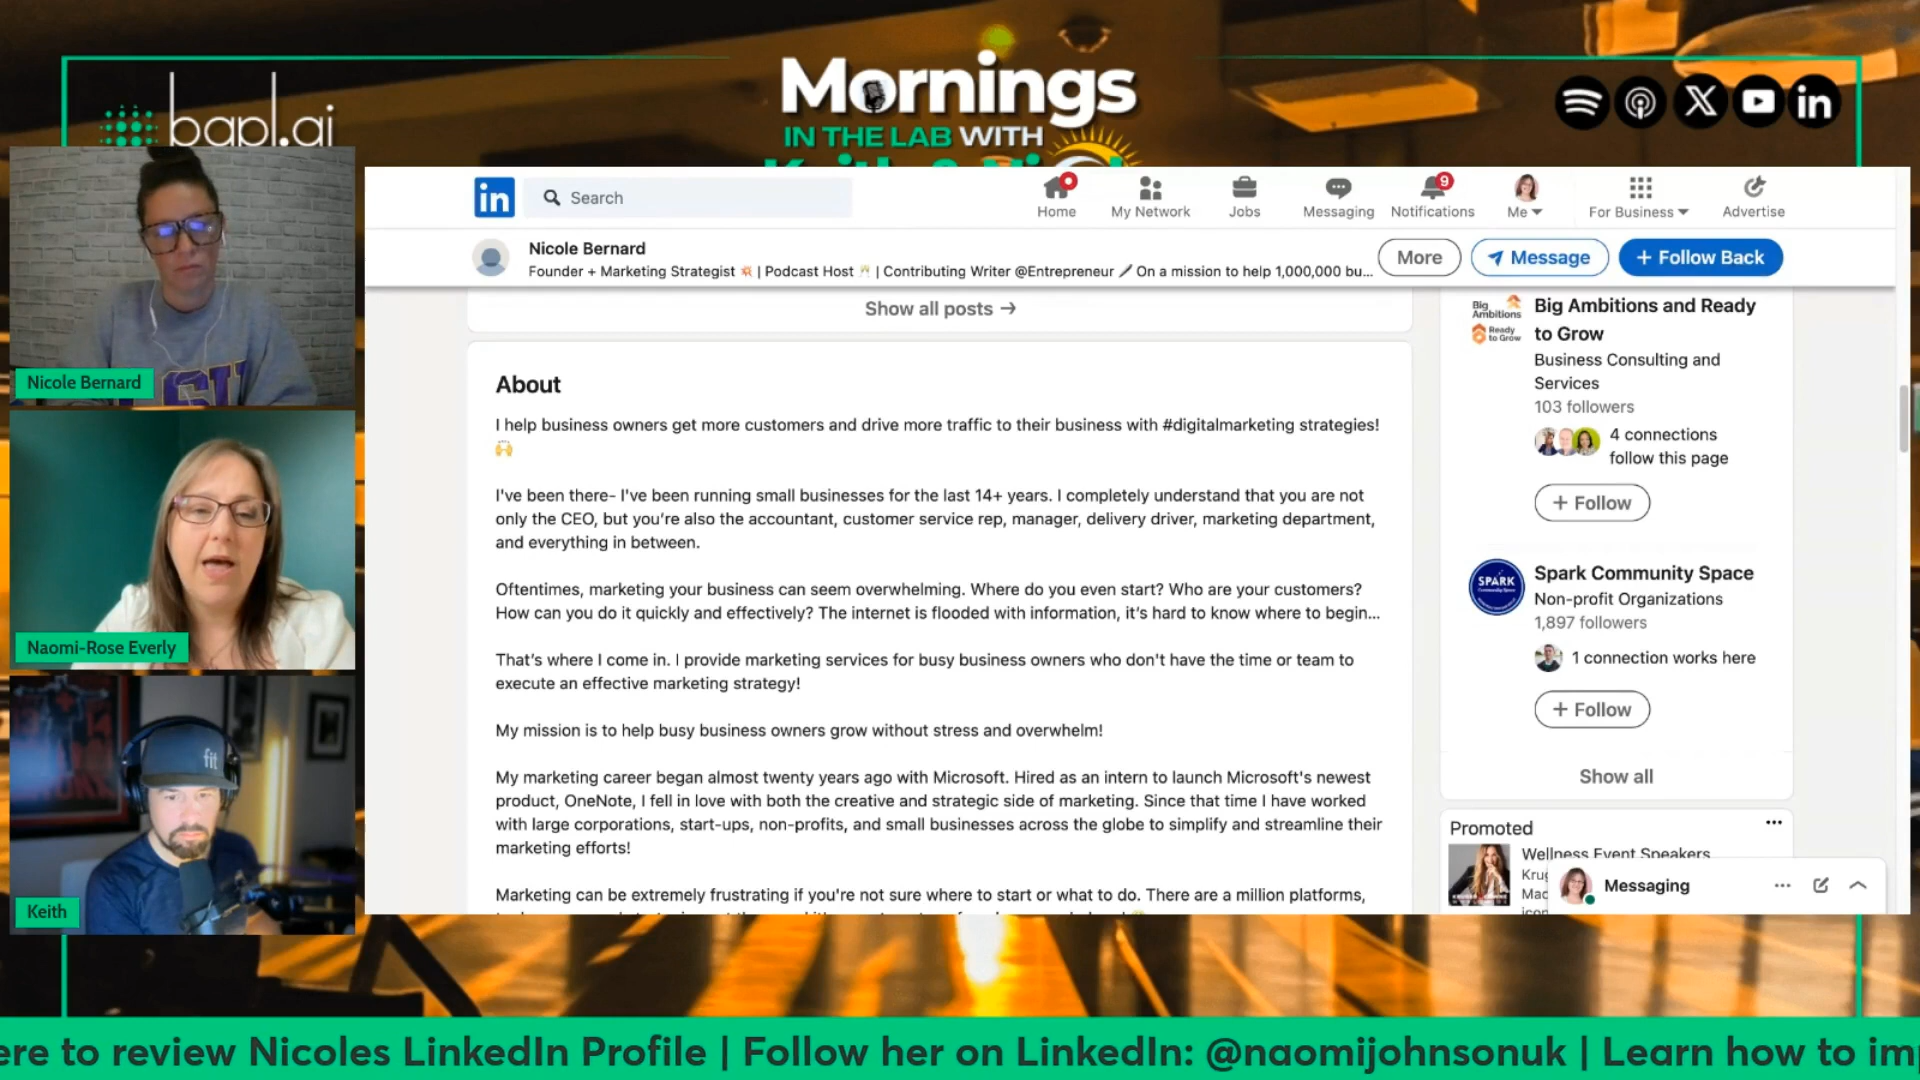 bapl.ai
Mornings
IN THE LAB WITH
Nicole Bernard
Naomi-Rose Everly
Keith
fit
in
Search
Home
My Network
Jobs
Messaging
9
Notifications
Me
For Business
Advertise
Nicole Bernard
Founder + Marketing Strategist 💥 | Podcast Host 🥂 | Contributing Writer @Entrepreneur 🖊 On a mission to help 1,000,000 bu...
More
Message
+ Follow Back
Show all posts →
About
I help business owners get more customers and drive more traffic to their business with #digitalmarketing strategies!
🙌
I've been there- I've been running small businesses for the last 14+ years. I completely understand that you are not
only the CEO, but you're also the accountant, customer service rep, manager, delivery driver, marketing department,
and everything in between.
Oftentimes, marketing your business can seem overwhelming. Where do you even start? Who are your customers?
How can you do it quickly and effectively? The internet is flooded with information, it's hard to know where to begin...
That's where I come in. I provide marketing services for busy business owners who don't have the time or team to
execute an effective marketing strategy!
My mission is to help busy business owners grow without stress and overwhelm!
My marketing career began almost twenty years ago with Microsoft. Hired as an intern to launch Microsoft's newest
product, OneNote, I fell in love with both the creative and strategic side of marketing. Since that time I have worked
with large corporations, start-ups, non-profits, and small businesses across the globe to simplify and streamline their
marketing efforts!
Marketing can be extremely frustrating if you're not sure where to start or what to do. There are a million platforms,
Big
Ambitions
Ready
to Grow
Big Ambitions and Ready
to Grow
Business Consulting and
Services
103 followers
4 connections
follow this page
+ Follow
SPARK
Spark Community Space
Non-profit Organizations
1,897 followers
1 connection works here
+ Follow
Show all
Promoted
...
Wellness Event Speakers
Messaging
ere to review Nicoles LinkedIn Profile | Follow her on LinkedIn: @naomijohnsonuk | Learn how to im